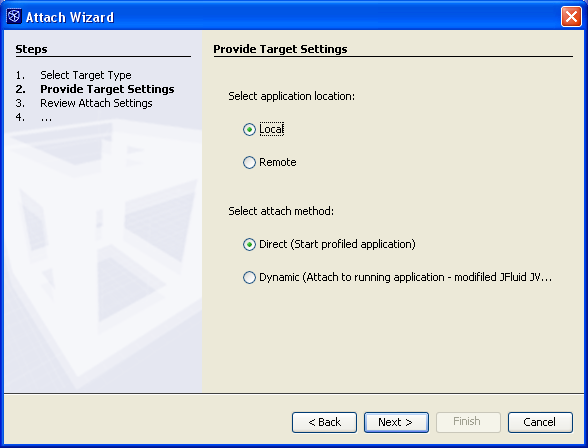 Attach Wizard
Steps
1. Select Target Type
2. Provide Target Settings
3. Review Attach Settings
4. ...
Provide Target Settings
Select application location:
Local
Remote
Select attach method:
Direct (Start profiled application)
Dynamic (Attach to running application - modifiled JFluid JV...
< Back
Next >
Finish
Cancel